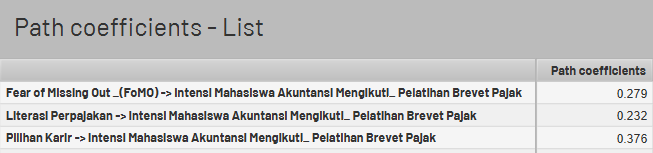 Path coefficients - List
Path coefficients
Fear of Missing Out _(FoMO) -> Intensi Mahasiswa Akuntansi Mengikuti_ Pelatihan Brevet Pajak 0.279
Literasi Perpajakan -> Intensi Mahasiswa Akuntansi Mengikuti_ Pelatihan Brevet Pajak 0.232
Pilihan Karir -> Intensi Mahasiswa Akuntansi Mengikuti_ Pelatihan Brevet Pajak 0.376